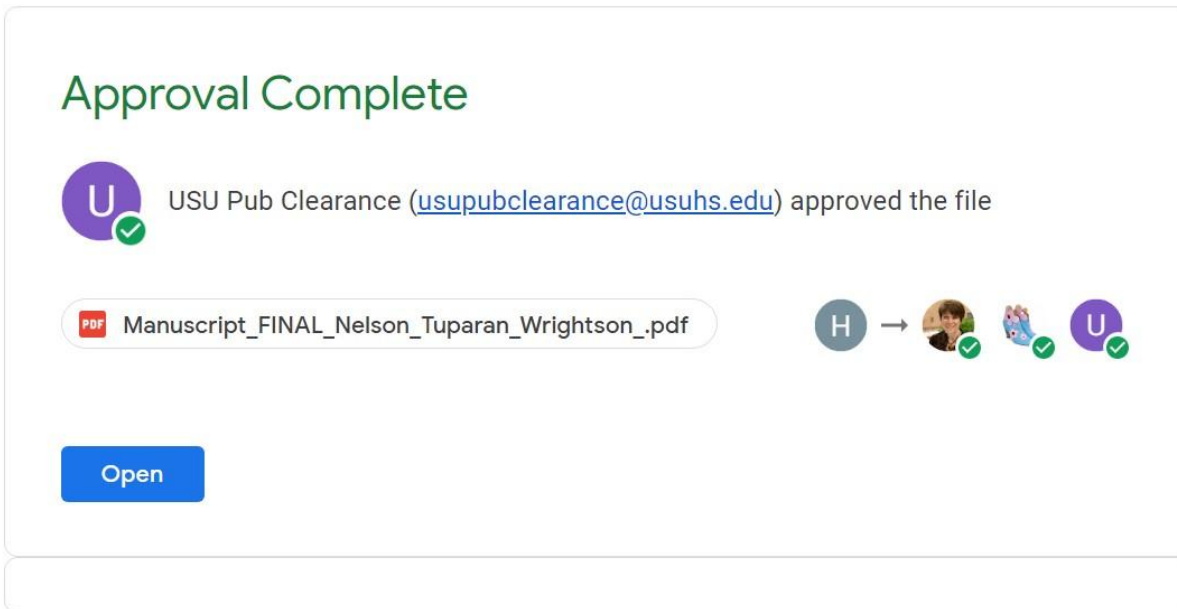 Approval Complete
U
USU Pub Clearance (usupubclearance@usuhs.edu) approved the file
PDF Manuscript_FINAL_Nelson_Tuparan_Wrightson_.pdf H → U
Open